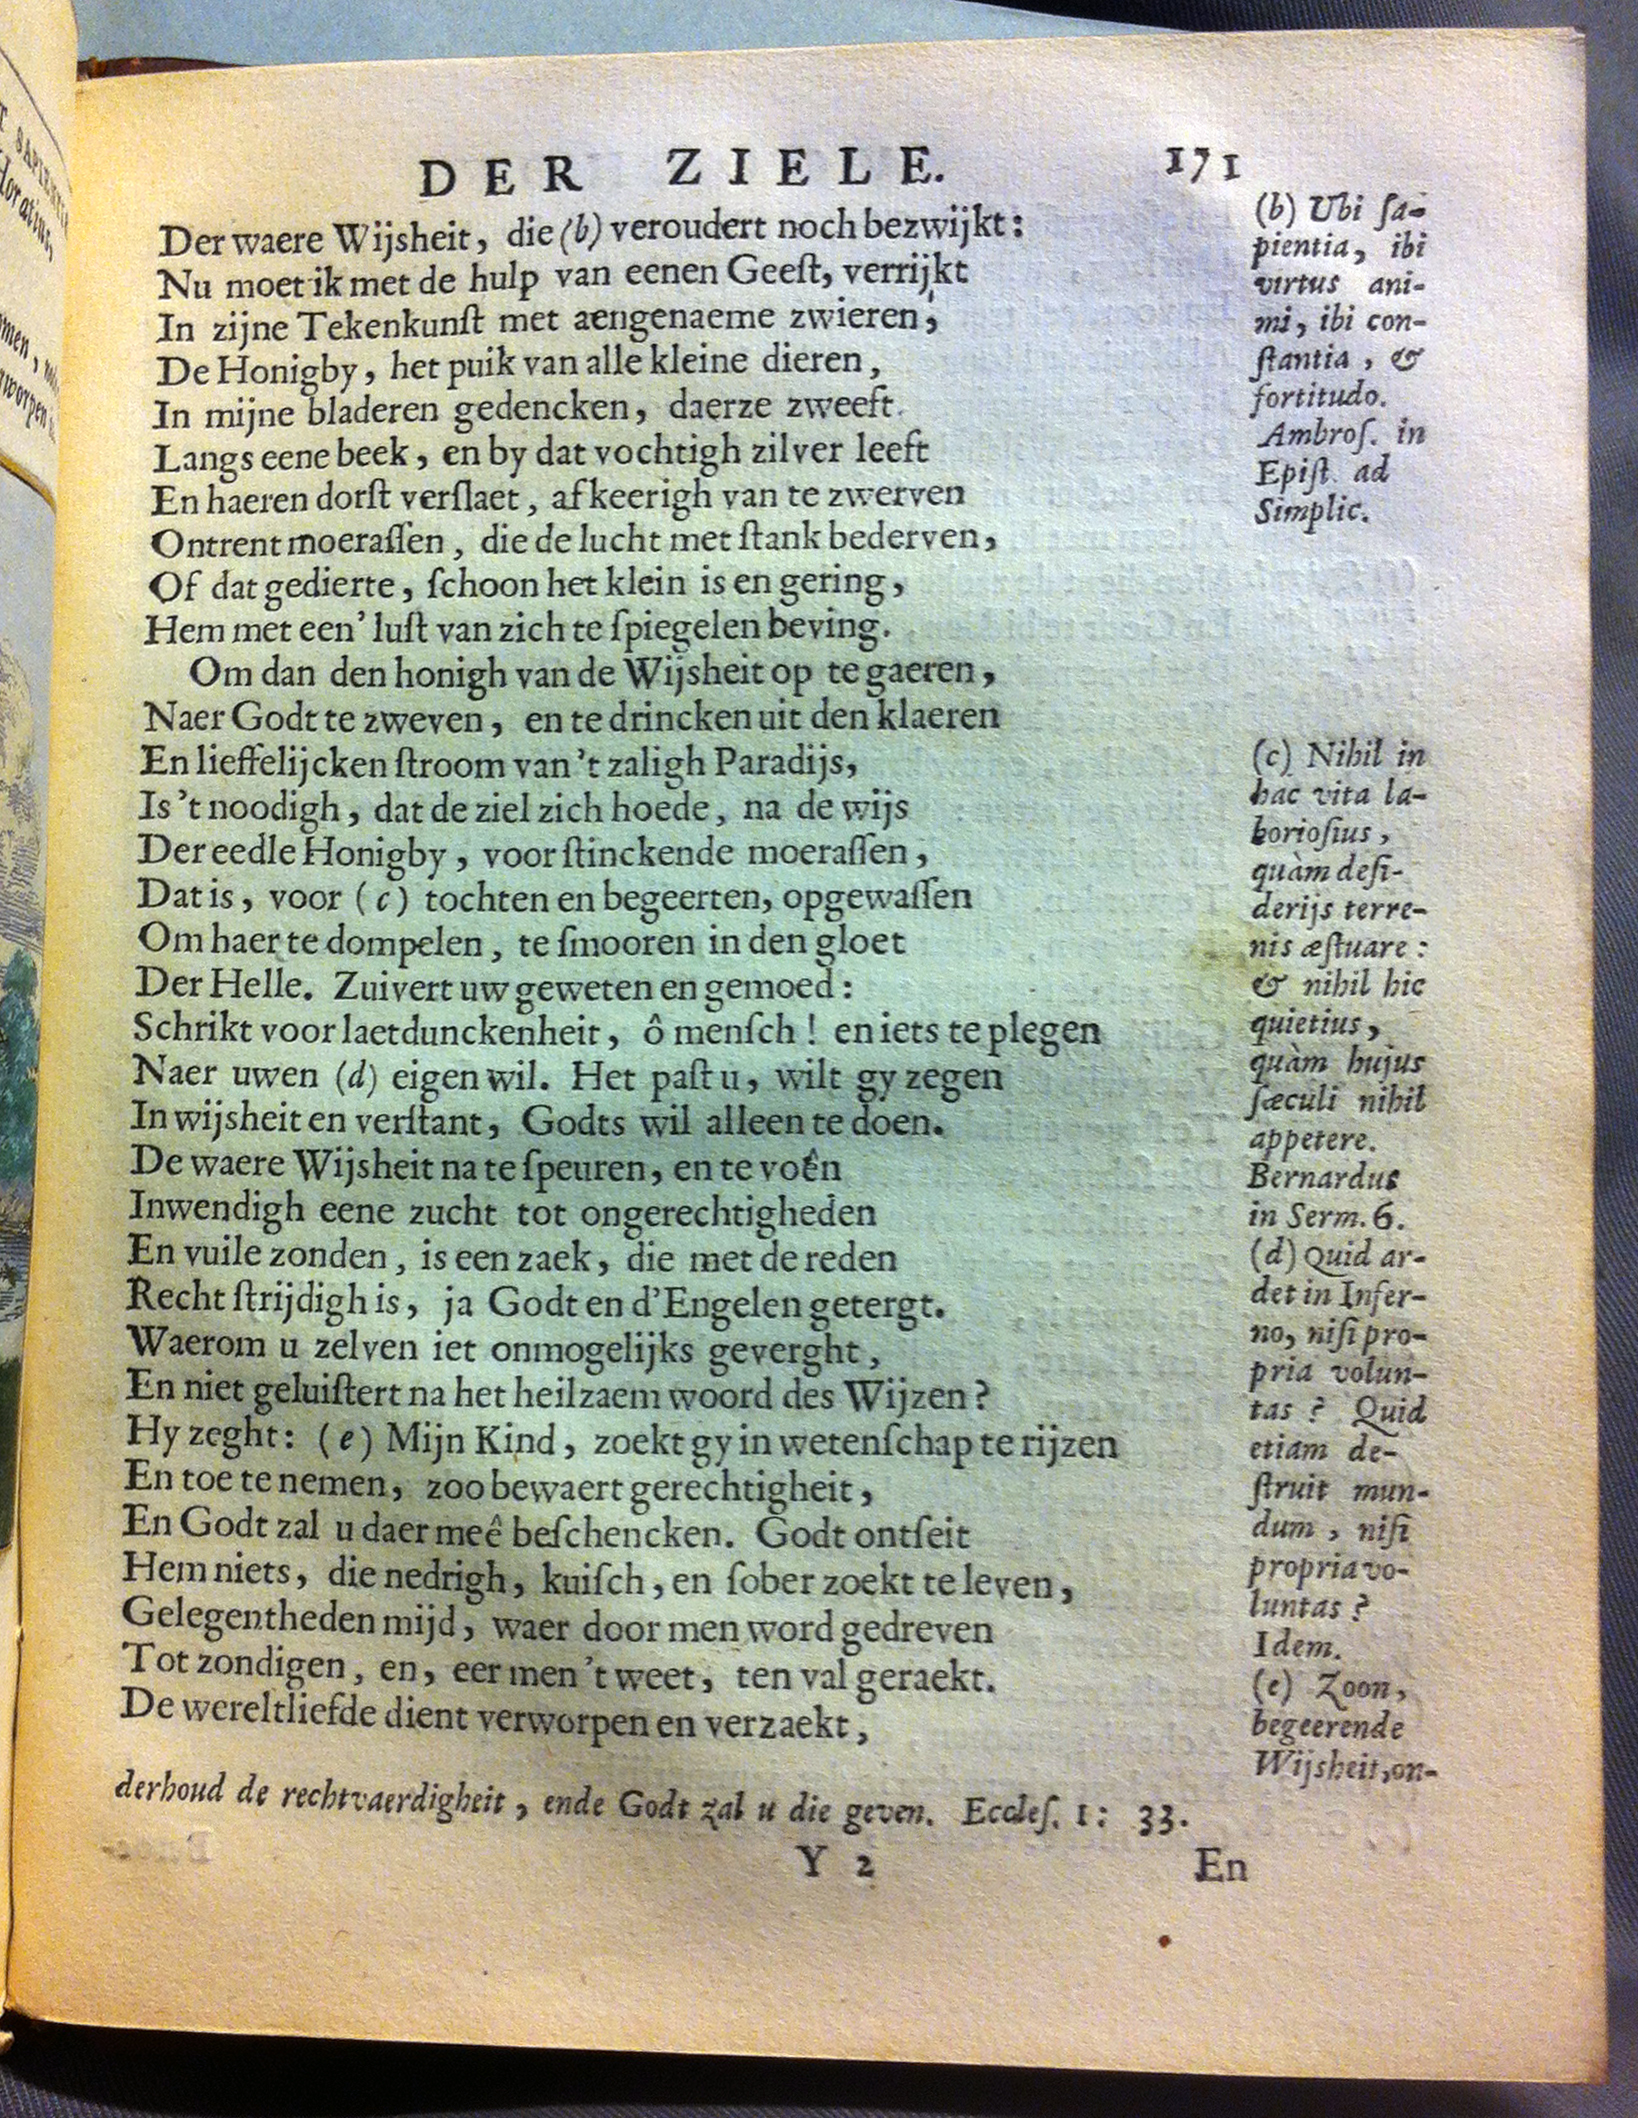 DER ZIELE. 171
Der waere Wijsheit, die (b) veroudert noch bezwijkt:
Nu moet ik met de hulp van eenen Geeſt, verrijkt
In zijne Tekenkunſt met aengenaeme zwieren,
De Honigby, het puik van alle kleine dieren,
In mijne bladeren gedencken, daerze zweeft
Langs eene beek, en by dat vochtigh zilver leeft
En haeren dorſt verſlaet, afkeerigh van te zwerven
Ontrent moeraſſen, die de lucht met ſtank bederven,
Of dat gedierte, ſchoon het klein is en gering,
Hem met een' luſt van zich te ſpiegelen beving.
Om dan den honigh van de Wijsheit op te gaeren,
Naer Godt te zweven, en te drincken uit den klaeren
En lieffelijcken ſtroom van 't zaligh Paradijs,
Is 't noodigh, dat de ziel zich hoede, na de wijs
Der eedle Honigby, voor ſtinckende moeraſſen,
Dat is, voor (c) tochten en begeerten, opgewaſſen
Om haer te dompelen, te ſmooren in den gloet
Der Helle. Zuivert uw geweten en gemoed:
Schrikt voor laetdunckenheit, ô menſch! en iets te plegen
Naer uwen (d) eigen wil. Het paſt u, wilt gy zegen
In wijsheit en verſtant, Godts wil alleen te doen.
De waere Wijsheit na te ſpeuren, en te voên
Inwendigh eene zucht tot ongerechtigheden
En vuile zonden, is een zaek, die met de reden
Recht ſtrijdigh is, ja Godt en d'Engelen getergt.
Waerom u zelven iet onmogelijks geverght,
En niet geluiſtert na het heilzaem woord des Wijzen?
Hy zeght: (e) Mijn Kind, zoekt gy in wetenſchap te rijzen
En toe te nemen, zoo bewaert gerechtigheit,
En Godt zal u daer meê beſchencken. Godt ontſeit
Hem niets, die nedrigh, kuiſch, en ſober zoekt te leven,
Gelegentheden mijd, waer door men word gedreven
Tot zondigen, en, eer men 't weet, ten val geraekt.
De wereltliefde dient verworpen en verzaekt,
(b) Ubi ſa-
pientia, ibi
virtus ani-
mi, ibi con-
ſtantia, &
fortitudo.
Ambroſ. in
Epiſt. ad
Simplic.
(c) Nihil in
hac vita la-
borioſius,
quàm deſi-
derijs terre-
nis æſtuare:
& nihil hic
quietius,
quàm hujus
ſæculi nihil
appetere.
Bernardus
in Serm. 6.
(d) Quid ar-
det in Infer-
no, niſi pro-
pria volun-
tas? Quid
etiam de-
ſtruit mun-
dum, niſi
propria vo-
luntas?
Idem.
(e) Zoon,
begeerende
Wijsheit, on-
derhoud de rechtvaerdigheit, ende Godt zal u die geven. Eccleſ. 1: 33.
Y 2 En